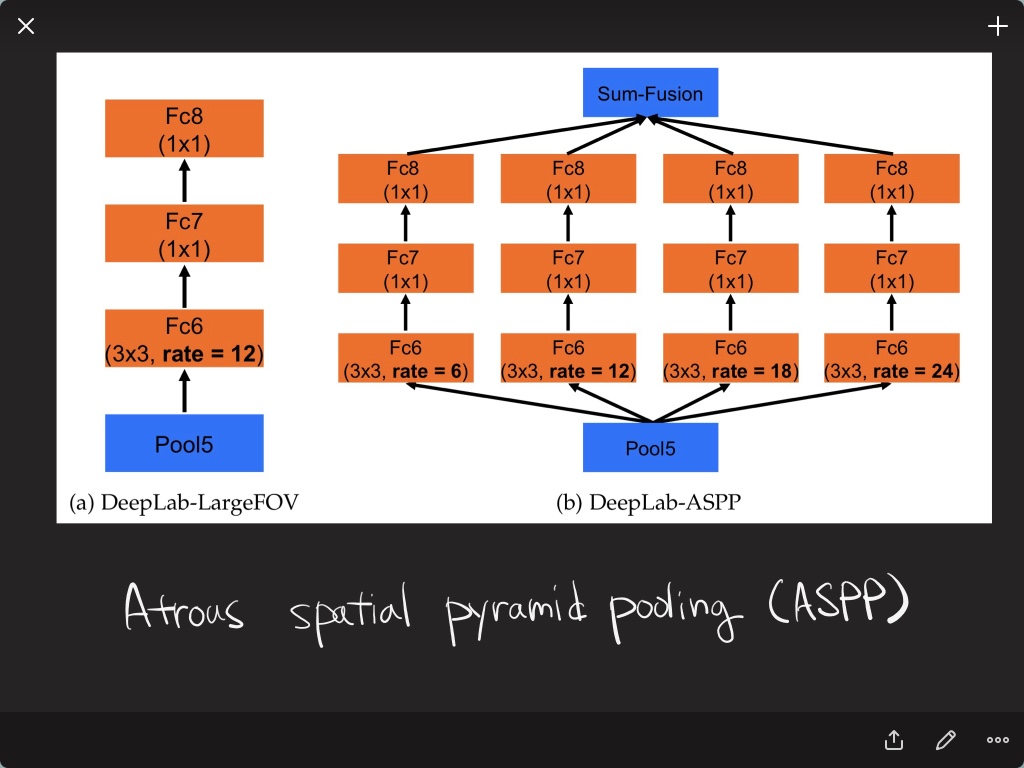 Fc8
(1x1)
Fc7
(1x1)
Fc6
(3x3, rate = 12)
Pool5
(a) DeepLab-LargeFOV
Sum-Fusion
Fc8
(1x1)
Fc8
(1x1)
Fc8
(1x1)
Fc8
(1x1)
Fc7
(1x1)
Fc7
(1x1)
Fc7
(1x1)
Fc7
(1x1)
Fc6
(3x3, rate = 6)
Fc6
(3x3, rate = 12)
Fc6
(3x3, rate = 18)
Fc6
(3x3, rate = 24)
Pool5
(b) DeepLab-ASPP
Atrous spatial pyramid pooling (ASPP)